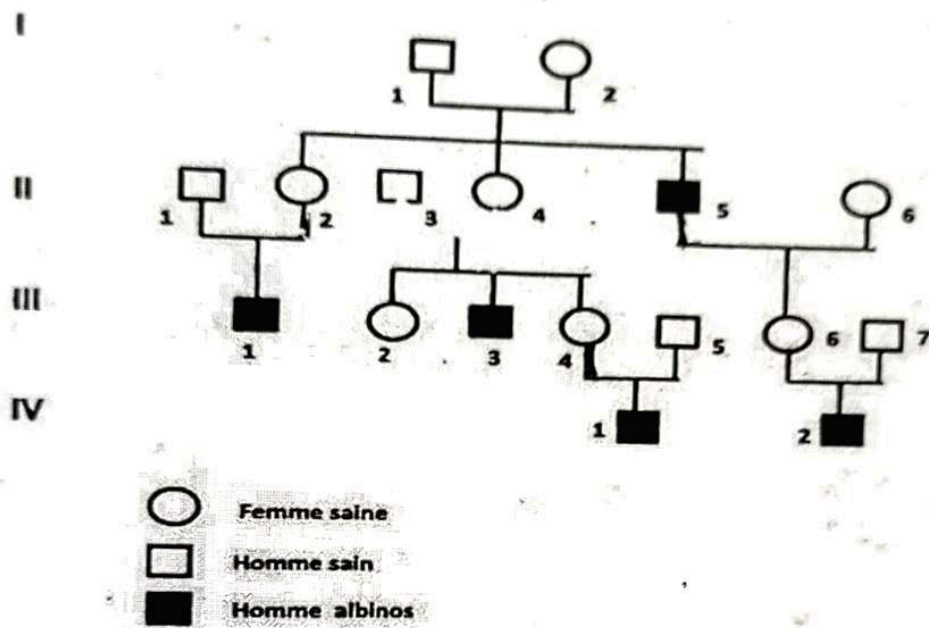 I
1 2
II
1 2 3 4 5 6
III
1 2 3 4 5 6 7
IV
1 2
Femme saine
Homme sain
Homme albinos